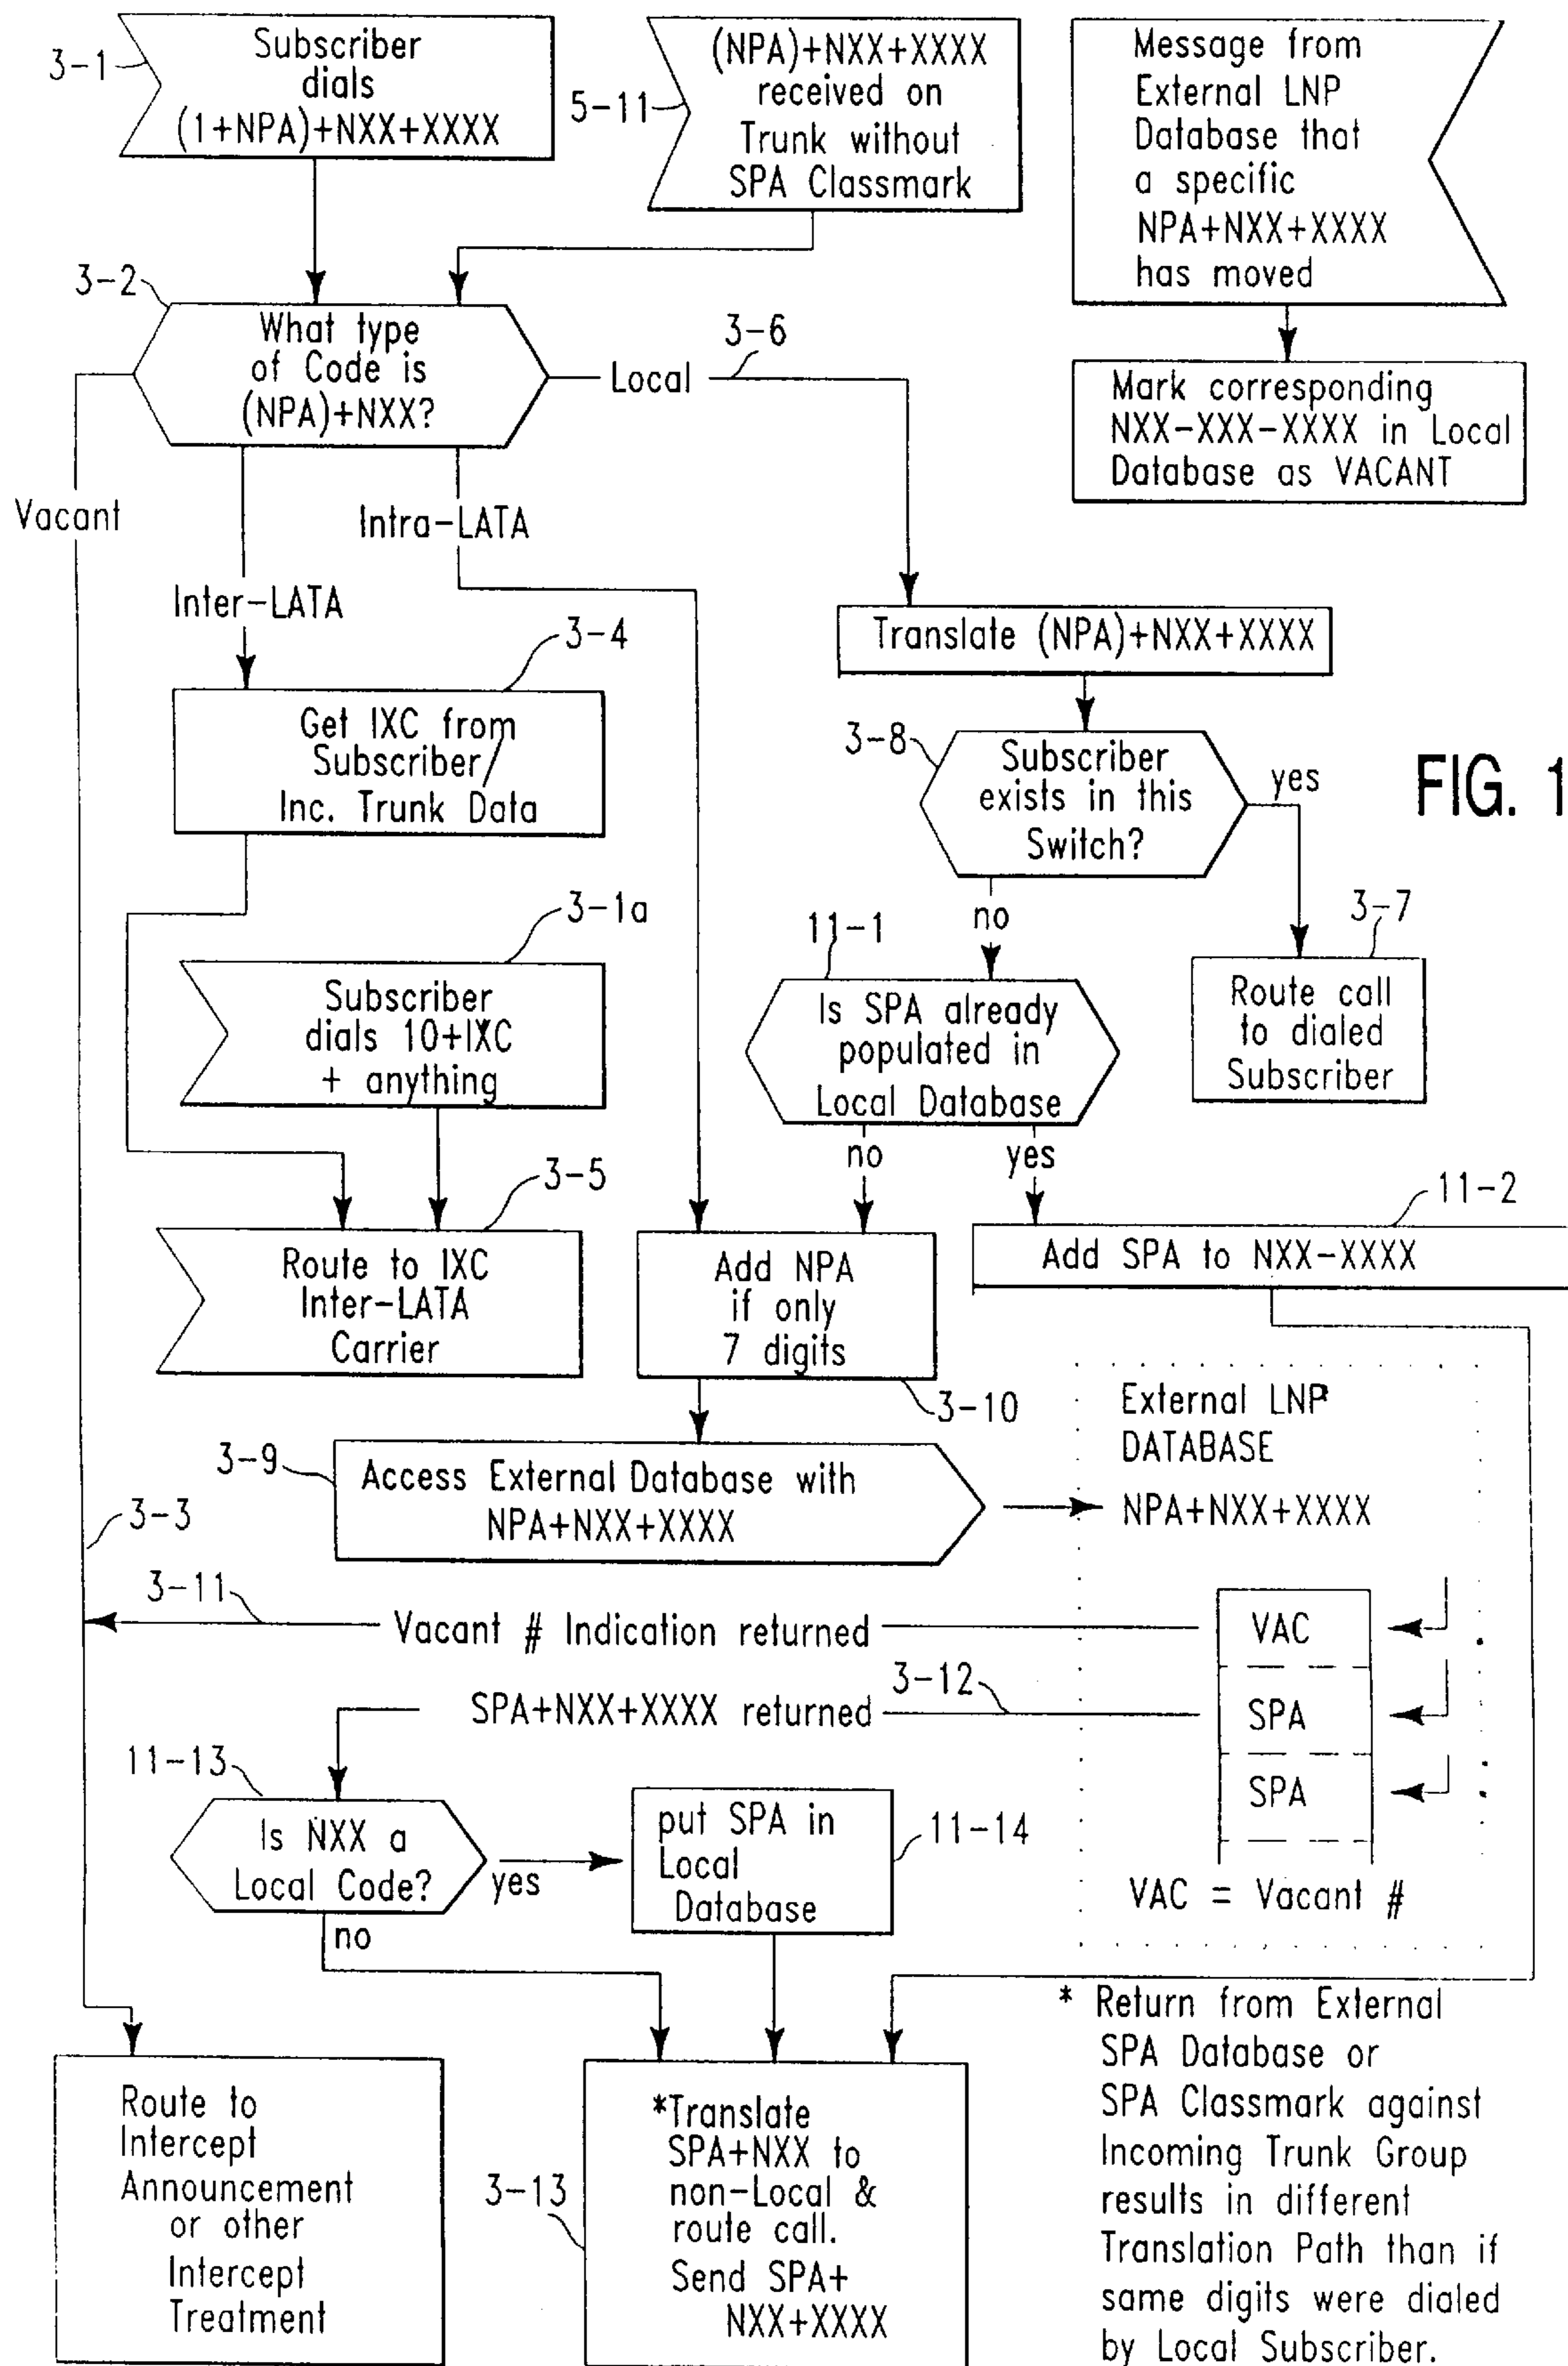 3-1
Subscriber
dials
(1+NPA)+NXX+XXXX
5-11
(NPA)+NXX+XXXX
received on
Trunk without
SPA Classmark
Message from
External LNP
Database that
a specific
NPA+NXX+XXXX
has moved
3-2
What type
of Code is
(NPA)+NXX?
Local
3-6
Mark corresponding
NXX-XXX-XXXX in Local
Database as VACANT
Vacant
Intra-LATA
Inter-LATA
3-4
Get IXC from
Subscriber/
Inc. Trunk Data
Translate (NPA)+NXX+XXXX
3-8
Subscriber
exists in this
Switch?
yes
FIG. 1
no
3-7
Route call
to dialed
Subscriber
3-1a
Subscriber
dials 10+IXC
+ anything
11-1
Is SPA already
populated in
Local Database
no
yes
3-5
Route to IXC
Inter-LATA
Carrier
Add NPA
if only
7 digits
3-10
11-2
Add SPA to NXX-XXXX
3-9
Access External Database with
NPA+NXX+XXXX
External LNP
DATABASE
NPA+NXX+XXXX
3-3
3-11
Vacant # Indication returned
VAC
3-12
SPA+NXX+XXXX returned
SPA
SPA
VAC = Vacant #
11-13
Is NXX a
Local Code?
yes
no
put SPA in
Local
Database
11-14
Route to
Intercept
Announcement
or other
Intercept
Treatment
3-13
*Translate
SPA+NXX to
non-Local &
route call.
Send SPA+
NXX+XXXX
* Return from External
SPA Database or
SPA Classmark against
Incoming Trunk Group
results in different
Translation Path than if
same digits were dialed
by Local Subscriber.